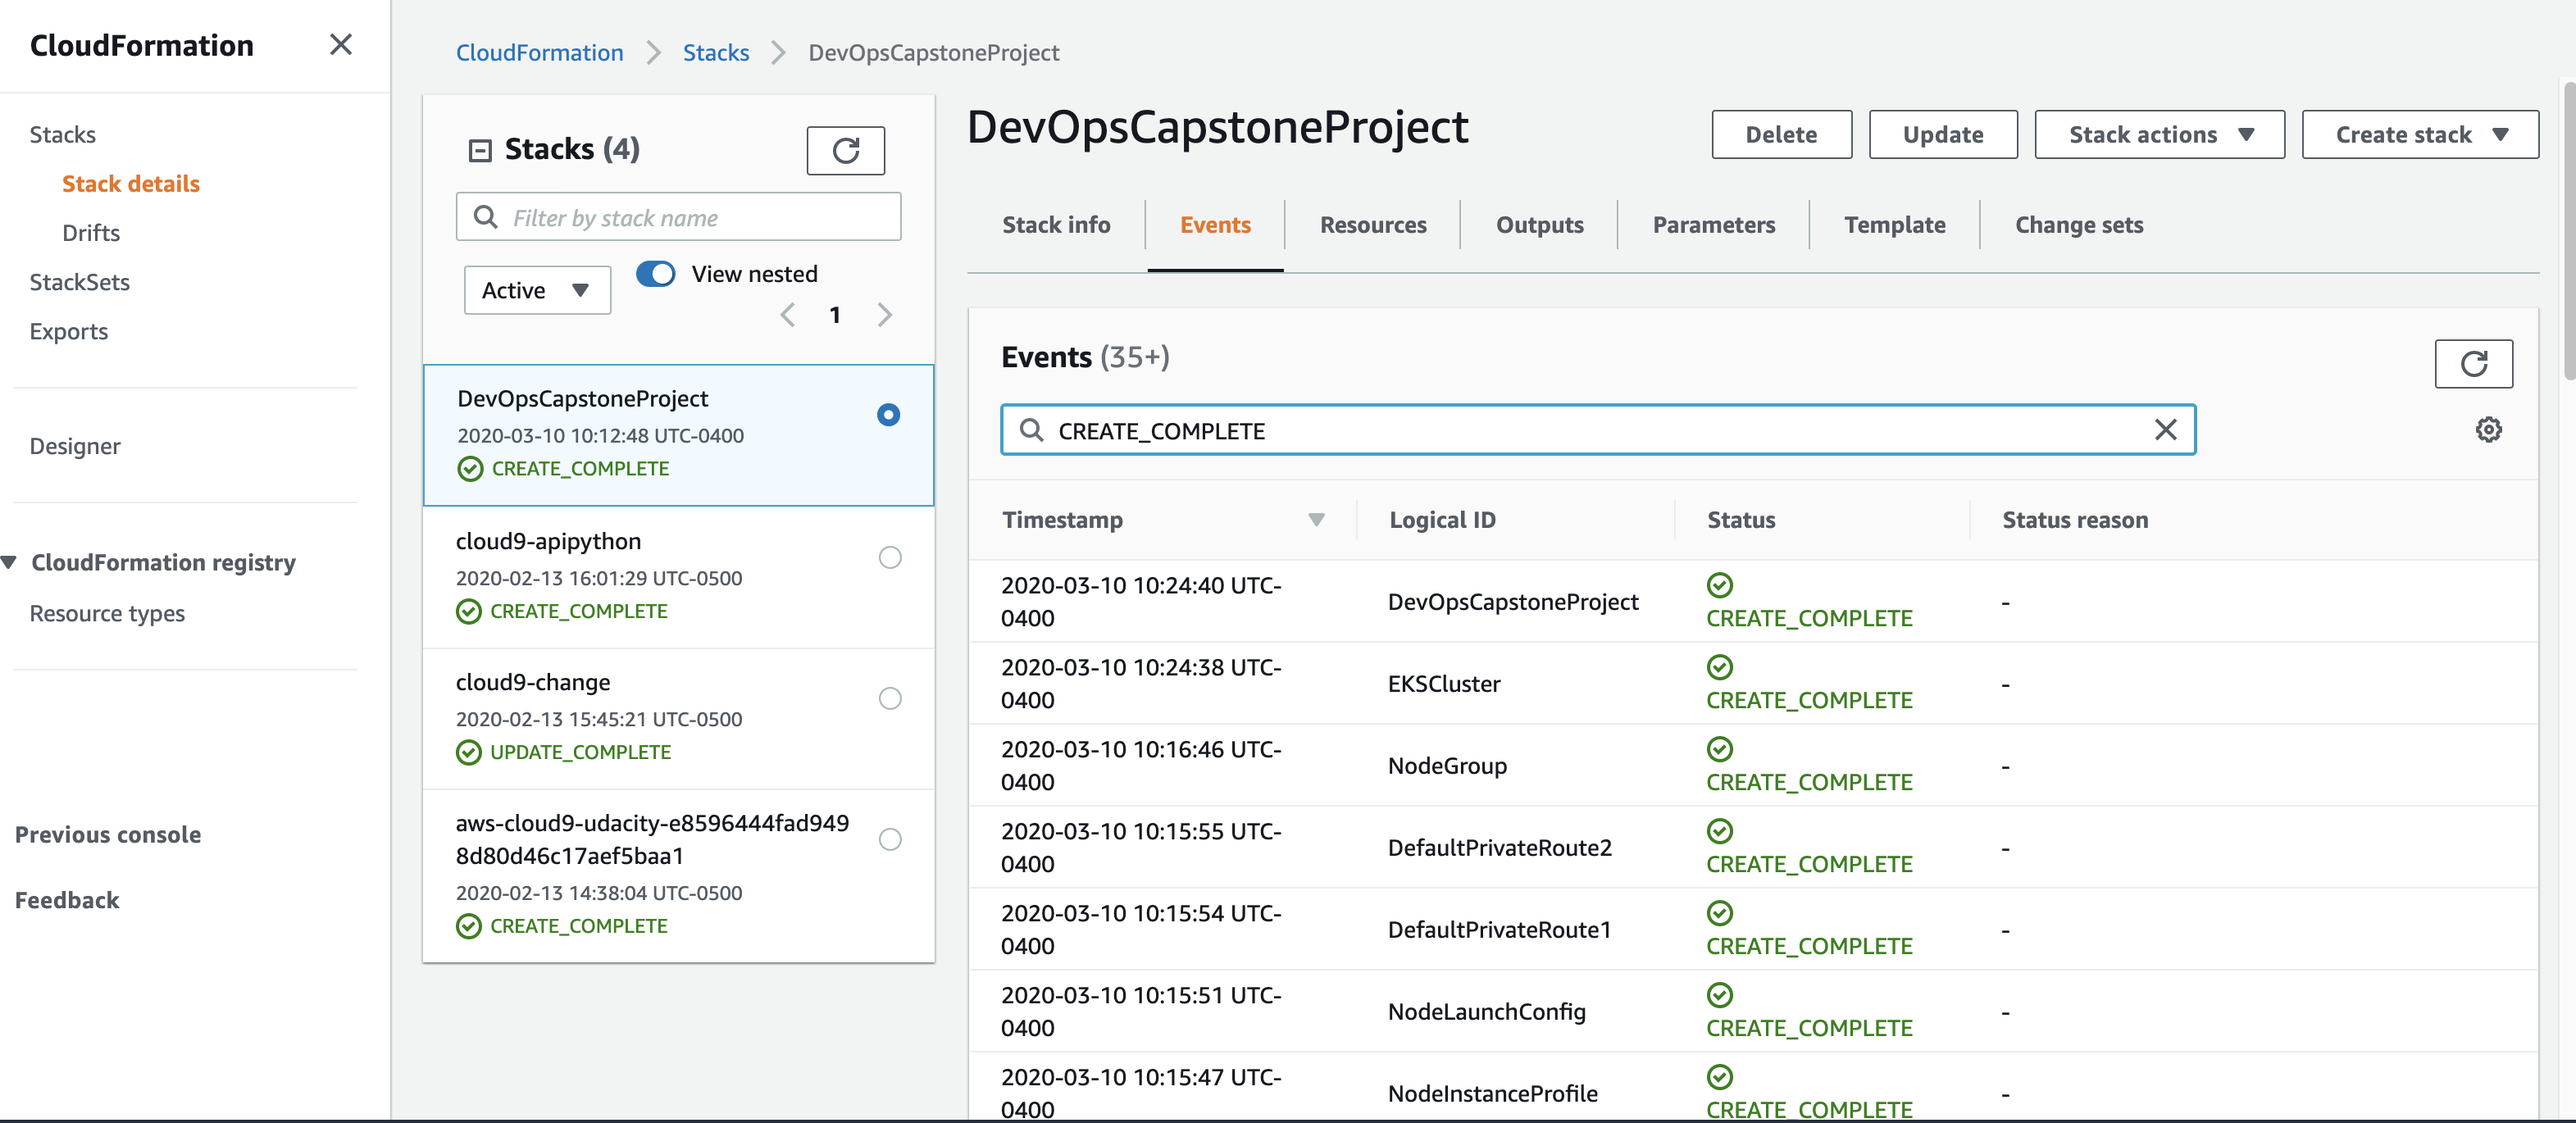 CloudFormation
Stacks
Stack details
Drifts
StackSets
Exports
Designer
CloudFormation registry
Resource types
Previous console
Feedback
CloudFormation
Stacks
DevOpsCapstoneProject
Stacks (4)
Filter by stack name
Active
View nested
1
DevOpsCapstoneProject
2020-03-10 10:12:48 UTC-0400
CREATE_COMPLETE
cloud9-apipython
2020-02-13 16:01:29 UTC-0500
CREATE_COMPLETE
cloud9-change
2020-02-13 15:45:21 UTC-0500
UPDATE_COMPLETE
aws-cloud9-udacity-e8596444fad949
8d80d46c17aef5baa1
2020-02-13 14:38:04 UTC-0500
CREATE_COMPLETE
DevOpsCapstoneProject
Delete
Update
Stack actions
Create stack
Stack info
Events
Resources
Outputs
Parameters
Template
Change sets
Events (35+)
CREATE_COMPLETE
Timestamp
Logical ID
Status
Status reason
2020-03-10 10:24:40 UTC-
0400
DevOpsCapstoneProject
CREATE_COMPLETE
-
2020-03-10 10:24:38 UTC-
0400
EKSCluster
CREATE_COMPLETE
-
2020-03-10 10:16:46 UTC-
0400
NodeGroup
CREATE_COMPLETE
-
2020-03-10 10:15:55 UTC-
0400
DefaultPrivateRoute2
CREATE_COMPLETE
-
2020-03-10 10:15:54 UTC-
0400
DefaultPrivateRoute1
CREATE_COMPLETE
-
2020-03-10 10:15:51 UTC-
0400
NodeLaunchConfig
CREATE_COMPLETE
-
2020-03-10 10:15:47 UTC-
0400
NodeInstanceProfile
CREATE_COMPLETE
-